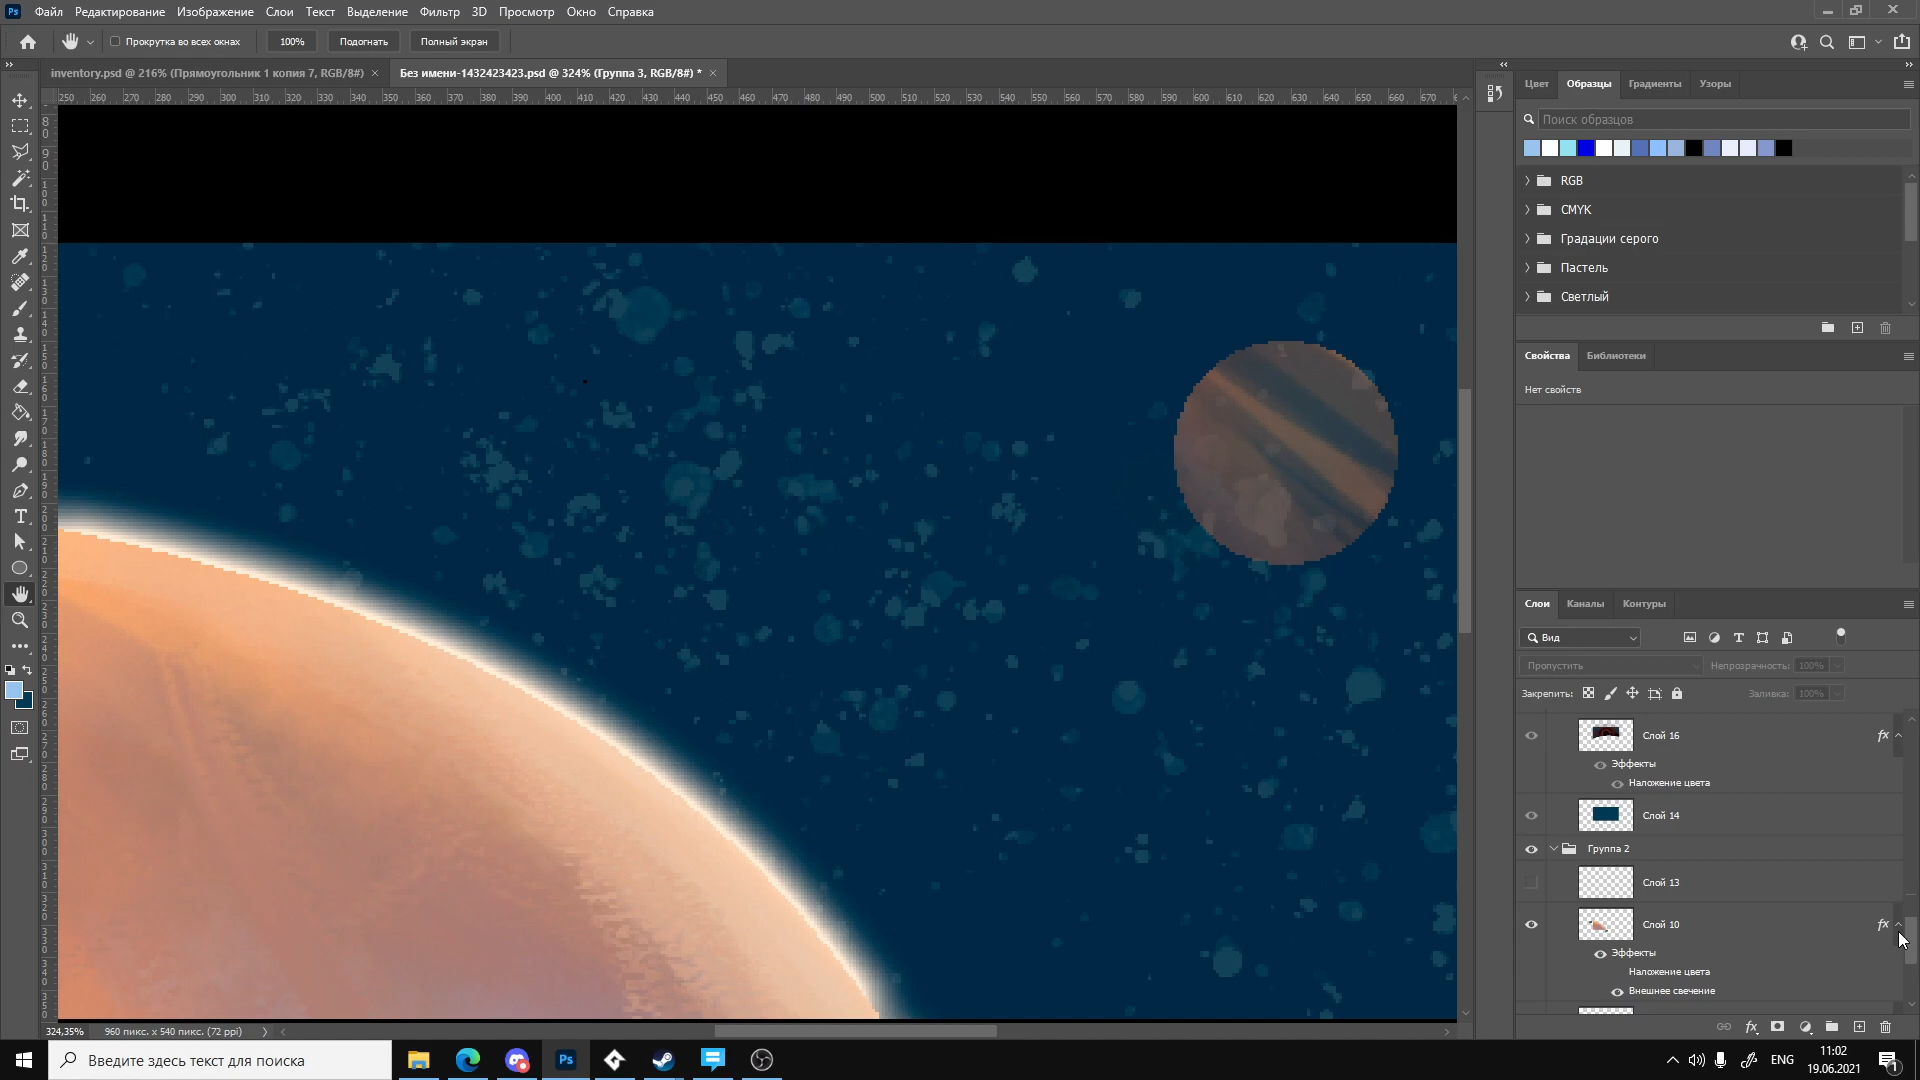 Ps Файл Редактирование Изображение Слои Текст Выделение Фильтр 3D Просмотр Окно Справка
Прокрутка во всех окнах 100% Подогнать Полный экран
inventory.psd @ 216% (Прямоугольник 1 копия 7, RGB/8#) × Без имени-1432423423.psd @ 324% (Группа 3, RGB/8#) * ×
250 260 270 280 290 300 310 320 330 340 350 360 370 380 390 400 410 420 430 440 450 460 470 480 490 500 510 520 530 540 550 560 570 580 590 600 610 620 630 640 650 660 670
Цвет Образцы Градиенты Узоры
Поиск образцов
RGB
CMYK
Градации серого
Пастель
Светлый
Свойства Библиотеки
Нет свойств
Слои Каналы Контуры
Вид
Пропустить Непрозрачность: 100%
Закрепить: Заливка: 100%
Слой 16 fx
Эффекты
Наложение цвета
Слой 14
Группа 2
Слой 13
Слой 10 fx
Эффекты
Наложение цвета
Внешнее свечение
324,35% 960 пикс. x 540 пикс. (72 ppi)
Введите здесь текст для поиска
Ps
ENG
11:02
19.06.2021
1